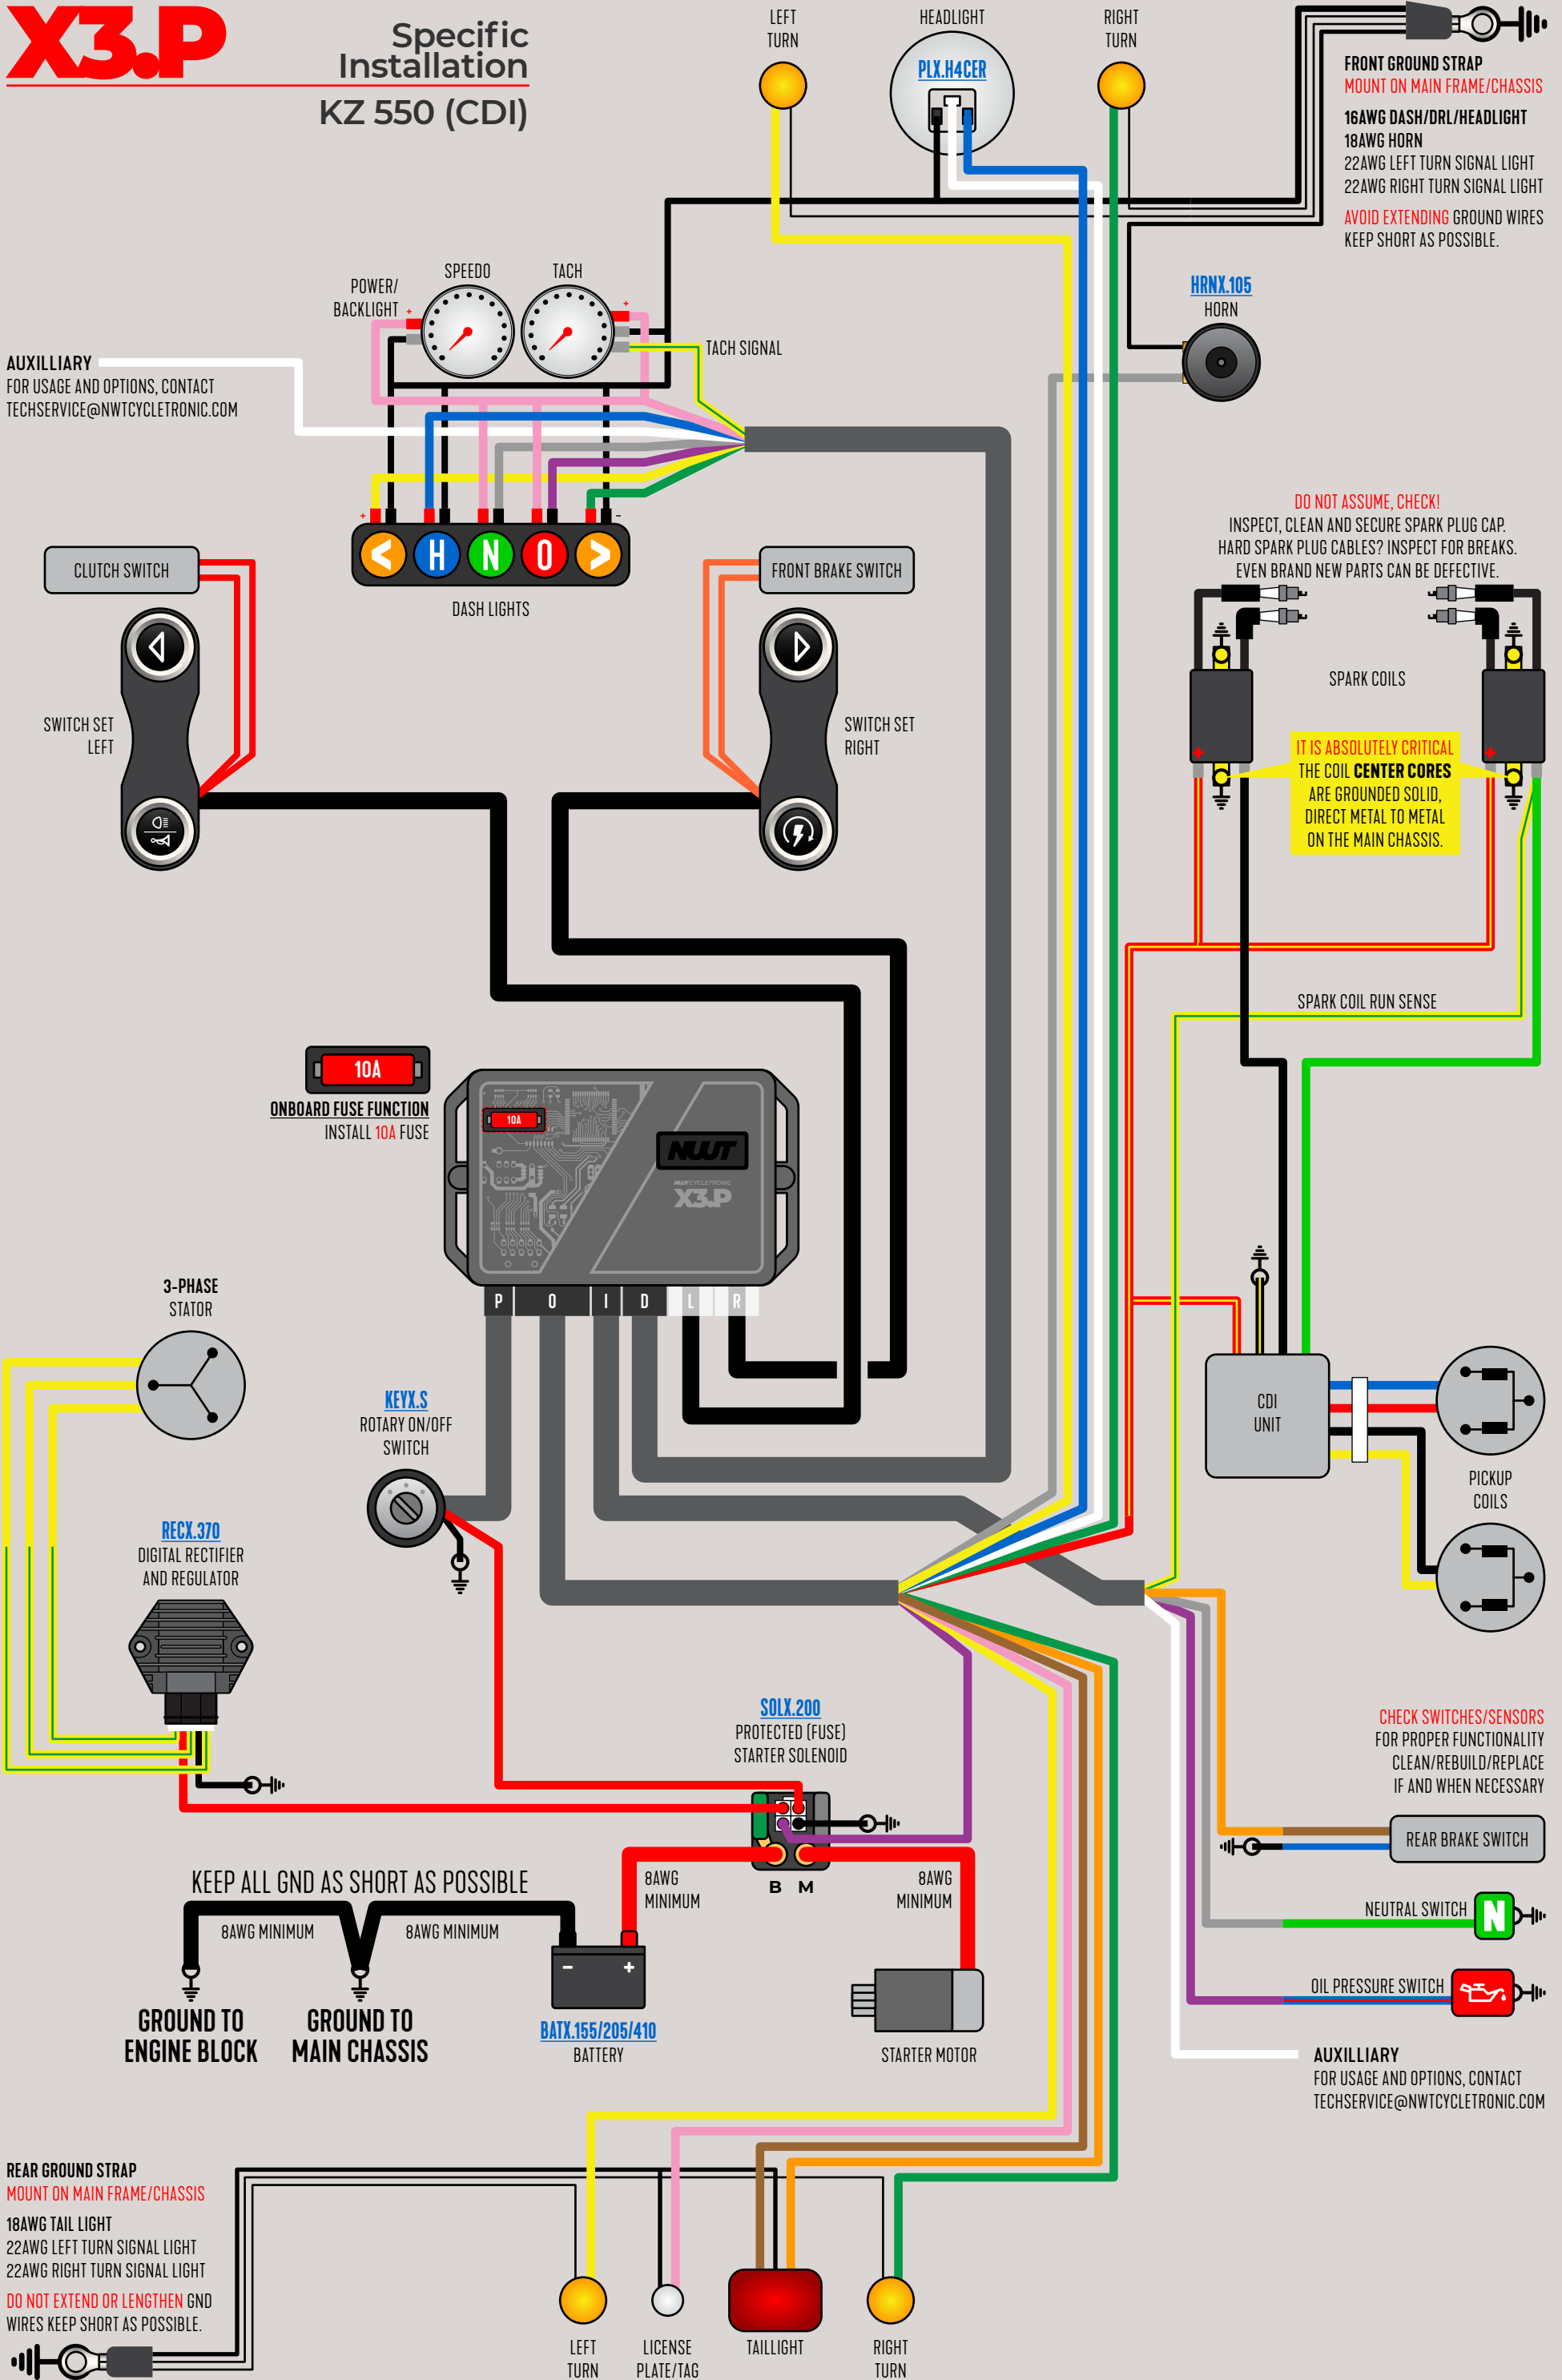 X3.P
Specific
Installation
KZ 550 (CDI)
LEFT
TURN
HEADLIGHT
PLX.H4CER
RIGHT
TURN
FRONT GROUND STRAP
MOUNT ON MAIN FRAME/CHASSIS
16AWG DASH/DRL/HEADLIGHT
18AWG HORN
22AWG LEFT TURN SIGNAL LIGHT
22AWG RIGHT TURN SIGNAL LIGHT
AVOID EXTENDING GROUND WIRES
KEEP SHORT AS POSSIBLE.
POWER/
BACKLIGHT
SPEEDO
TACH
+
+
TACH SIGNAL
HRNX.105
HORN
AUXILLIARY
FOR USAGE AND OPTIONS, CONTACT
TECHSERVICE@NWTCYCLETRONIC.COM
+
-
< H N O >
DASH LIGHTS
CLUTCH SWITCH
FRONT BRAKE SWITCH
SWITCH SET
LEFT
SWITCH SET
RIGHT
DO NOT ASSUME, CHECK!
INSPECT, CLEAN AND SECURE SPARK PLUG CAP.
HARD SPARK PLUG CABLES? INSPECT FOR BREAKS.
EVEN BRAND NEW PARTS CAN BE DEFECTIVE.
SPARK COILS
+
+
IT IS ABSOLUTELY CRITICAL
THE COIL CENTER CORES
ARE GROUNDED SOLID,
DIRECT METAL TO METAL
ON THE MAIN CHASSIS.
SPARK COIL RUN SENSE
10A
ONBOARD FUSE FUNCTION
INSTALL 10A FUSE
10A
NWT
NWT CYCLETRONIC
X3.P
P O I D L R
3-PHASE
STATOR
KEYX.S
ROTARY ON/OFF
SWITCH
RECX.370
DIGITAL RECTIFIER
AND REGULATOR
CDI
UNIT
PICKUP
COILS
SOLX.200
PROTECTED (FUSE)
STARTER SOLENOID
B M
8AWG
MINIMUM
8AWG
MINIMUM
KEEP ALL GND AS SHORT AS POSSIBLE
8AWG MINIMUM
8AWG MINIMUM
GROUND TO
ENGINE BLOCK
GROUND TO
MAIN CHASSIS
- +
BATX.155/205/410
BATTERY
STARTER MOTOR
CHECK SWITCHES/SENSORS
FOR PROPER FUNCTIONALITY
CLEAN/REBUILD/REPLACE
IF AND WHEN NECESSARY
REAR BRAKE SWITCH
NEUTRAL SWITCH
N
OIL PRESSURE SWITCH
AUXILLIARY
FOR USAGE AND OPTIONS, CONTACT
TECHSERVICE@NWTCYCLETRONIC.COM
REAR GROUND STRAP
MOUNT ON MAIN FRAME/CHASSIS
18AWG TAIL LIGHT
22AWG LEFT TURN SIGNAL LIGHT
22AWG RIGHT TURN SIGNAL LIGHT
DO NOT EXTEND OR LENGTHEN GND
WIRES KEEP SHORT AS POSSIBLE.
LEFT
TURN
LICENSE
PLATE/TAG
TAILLIGHT
RIGHT
TURN